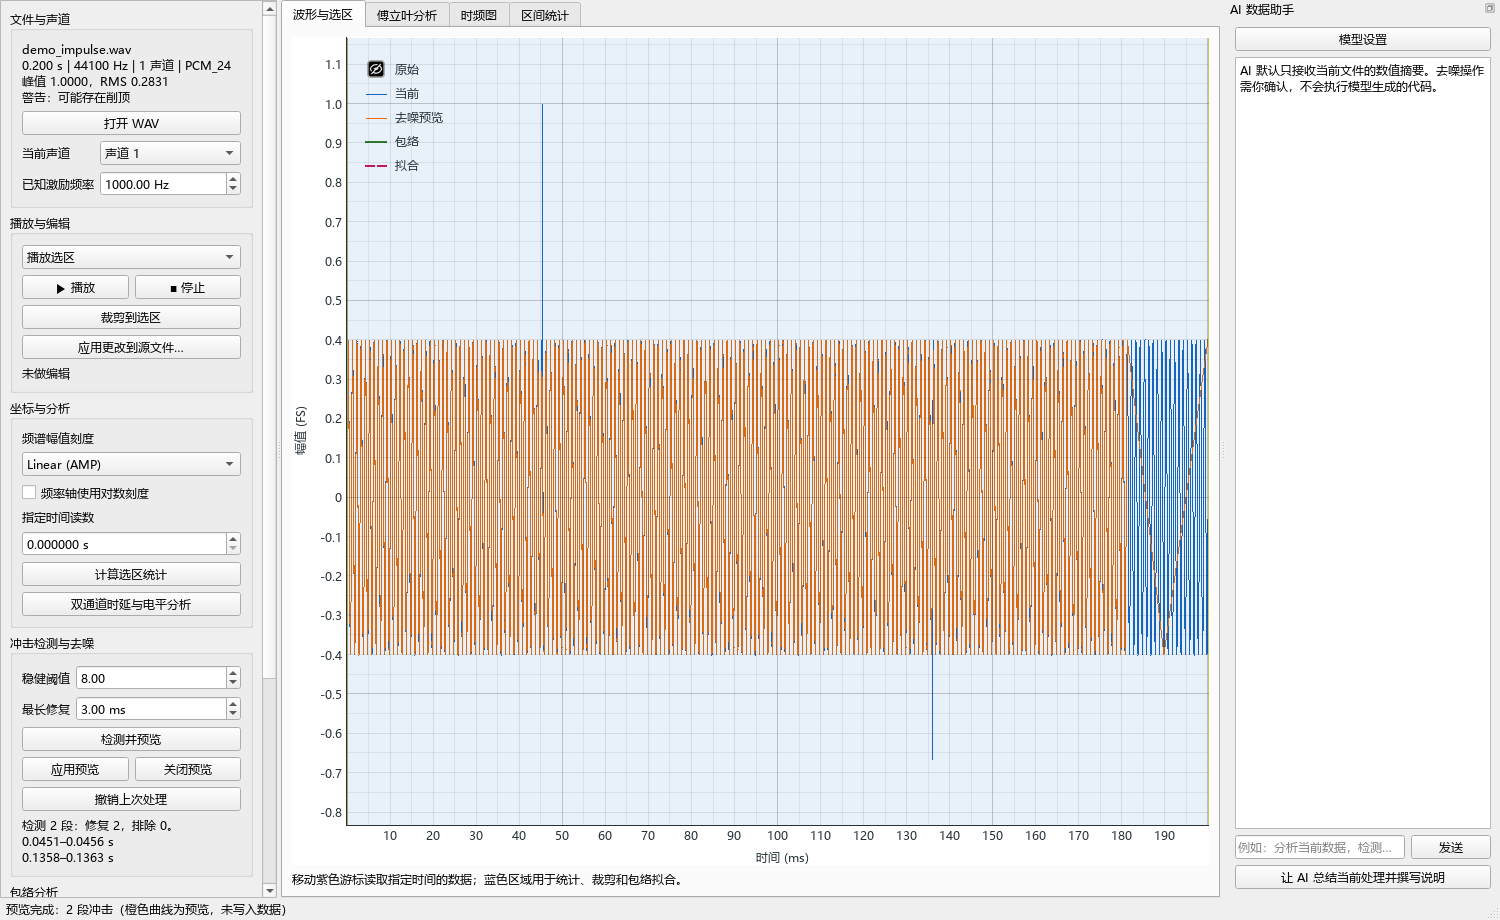 文件与声道
demo_impulse.wav
0.200 s | 44100 Hz | 1 声道 | PCM_24
峰值 1.0000，RMS 0.2831
警告：可能存在削顶
打开 WAV
当前声道
声道 1
已知激励频率
1000.00 Hz
播放与编辑
播放选区
▶ 播放
■ 停止
裁剪到选区
应用更改到源文件...
未做编辑
坐标与分析
频谱幅值刻度
Linear (AMP)
频率轴使用对数刻度
指定时间读数
0.000000 s
计算选区统计
双通道时延与电平分析
冲击检测与去噪
稳健阈值
8.00
最长修复
3.00 ms
检测并预览
应用预览
关闭预览
撤销上次处理
检测 2 段：修复 2，排除 0。
0.0451–0.0456 s
0.1358–0.1363 s
包络分析
预览完成：2 段冲击（橙色曲线为预览，未写入数据）
波形与选区
傅立叶分析
时频图
区间统计
原始
当前
去噪预览
包络
拟合
幅值 (FS)
1.1
1.0
0.9
0.8
0.7
0.6
0.5
0.4
0.3
0.2
0.1
0
-0.1
-0.2
-0.3
-0.4
-0.5
-0.6
-0.7
-0.8
10 20 30 40 50 60 70 80 90 100 110 120 130 140 150 160 170 180 190
时间 (ms)
移动紫色游标读取指定时间的数据；蓝色区域用于统计、裁剪和包络拟合。
AI 数据助手
模型设置
AI 默认只接收当前文件的数值摘要。去噪操作
需你确认，不会执行模型生成的代码。
例如：分析当前数据，检测...
发送
让 AI 总结当前处理并撰写说明